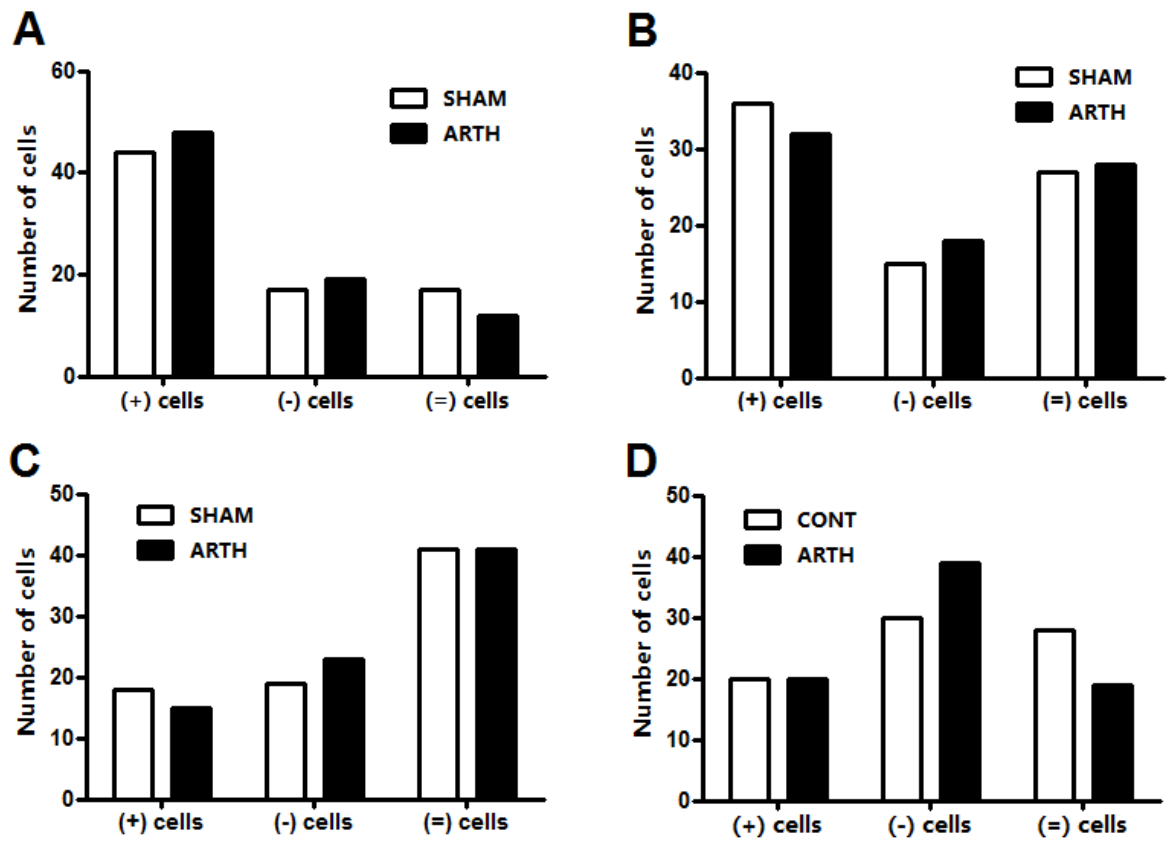 A
Number of cells
60
40
20
0
SHAM
ARTH
(+) cells (-) cells (=) cells
B
Number of cells
40
30
20
10
0
SHAM
ARTH
(+) cells (-) cells (=) cells
C
Number of cells
50
40
30
20
10
0
SHAM
ARTH
(+) cells (-) cells (=) cells
D
Number of cells
50
40
30
20
10
0
CONT
ARTH
(+) cells (-) cells (=) cells